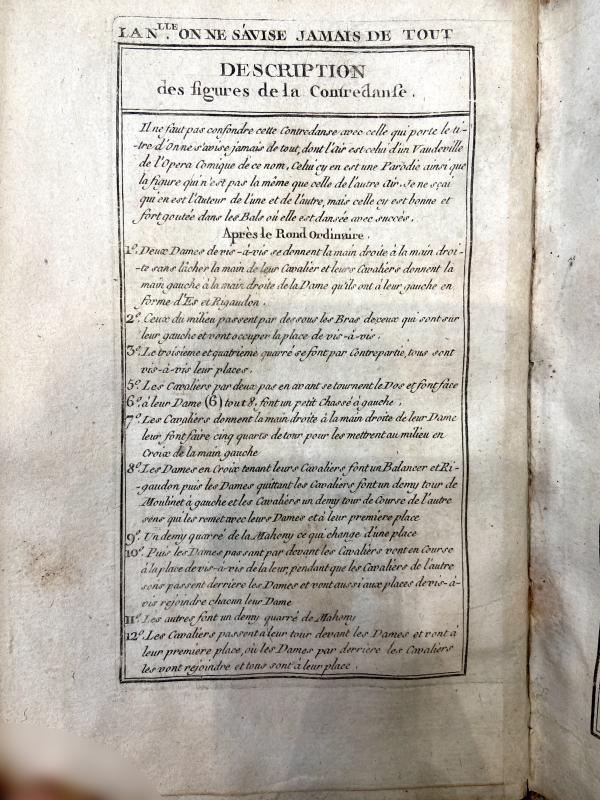 LA N.LLE ON NE S'AVISE JAMAIS DE TOUT
DESCRIPTION
des figures de la Contredanse.
Il ne faut pas confondre cette Contredanse avec celle qui porte le ti-
-tre d'On ne s'avise jamais de tout, dont l'air est celui d'un Vaudeville
de l'Opera Comique de ce nom. Celui cy en est une Parodie ainsi que
la figure qui n'est pas la même que celle de l'autre air. Je ne sçai
qui en est l'Auteur de l'une et de l'autre, mais celle cy est bonne et
fort goutée dans les Bals où elle est dansée avec succès.
Après le Rond Ordinaire.
1º. Deux Dames de vis-à-vis se donnent la main droite à la main droi-
-te sans lâcher la main de leur Cavalier et leurs Cavaliers donnent la
main gauche à la main droite de la Dame qu'ils ont à leur gauche en
forme d'Es et Rigaudon.
2º. Ceux du milieu passent par dessous les Bras de ceux qui sont sur
leur gauche et vont occuper la place de vis-à-vis.
3º. Le troisieme et quatrieme quarré se font par Contrepartie, tous sont
vis-à-vis leur places.
5º. Les Cavaliers par deux pas en avant se tournent le Dos et font face
6º. à leur Dame (6) tout 8. font un petit Chassé à gauche.
7º. Les Cavaliers donnent la main droite à la main droite de leur Dame
leur font faire cinq quarts de tour pour les mettrent au milieu en
Croix de la main gauche
8º. Les Dames en Croix tenant leurs Cavaliers font un Balancer et Ri-
-gaudon puis les Dames quittant les Cavaliers font un demy tour de
Moulinet à gauche et les Cavaliers un demy tour de Course de l'autre
sens qui les remet avec leurs Dames et à leur premiere place
9º. Un demy quarré de la Mahony ce qui change d'une place
10º. Puis les Dames passant par devant les Cavaliers vont en Course
à la place de vis-à-vis de la leur, pendant que les Cavaliers de l'autre
sens passent derriere les Dames et vont aussi aux places de vis-à-
vis rejoindre chacun leur Dame
11º. Les autres font un demy quarré de Mahony
12º. Les Cavaliers passent à leur tour devant les Dames et vont à
leur premiere place, où les Dames par derriere les Cavaliers
les vont rejoindre et tous sont à leur place.